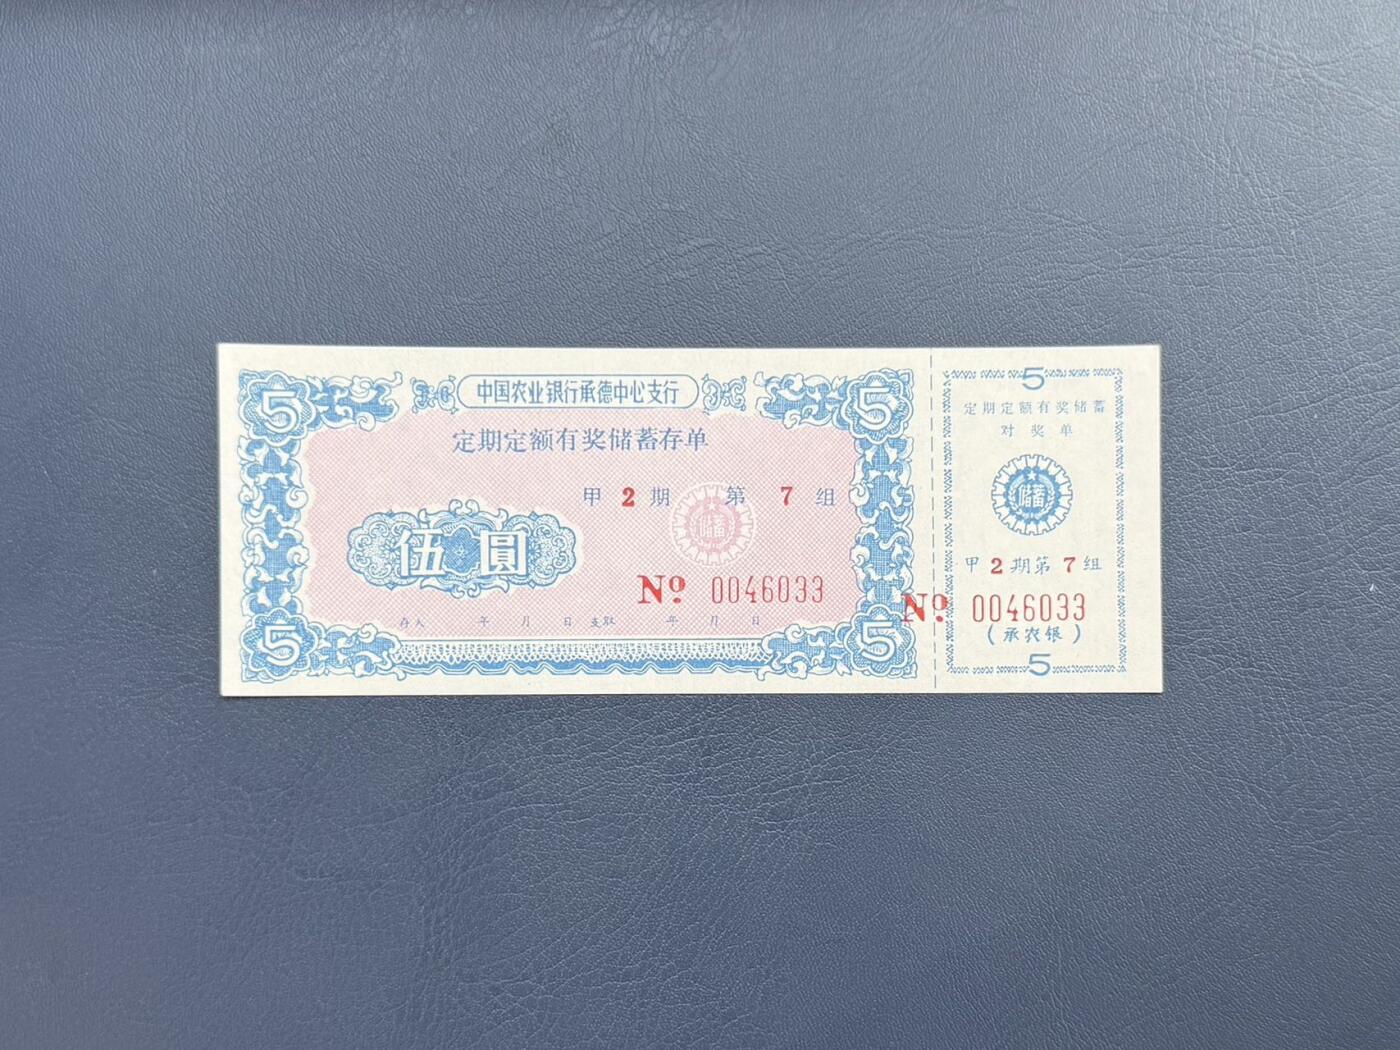 5
中国农业银行承德中心支行
5
定期定额有奖储蓄存单
甲 2 期 第 7 组
储蓄
伍圆
№ 0046033
存入 年 月 日 支取 年 月 日
5
5
5
定期定额有奖储蓄
对奖单
储蓄
甲 2 期第 7 组
№ 0046033
(承农银)
5